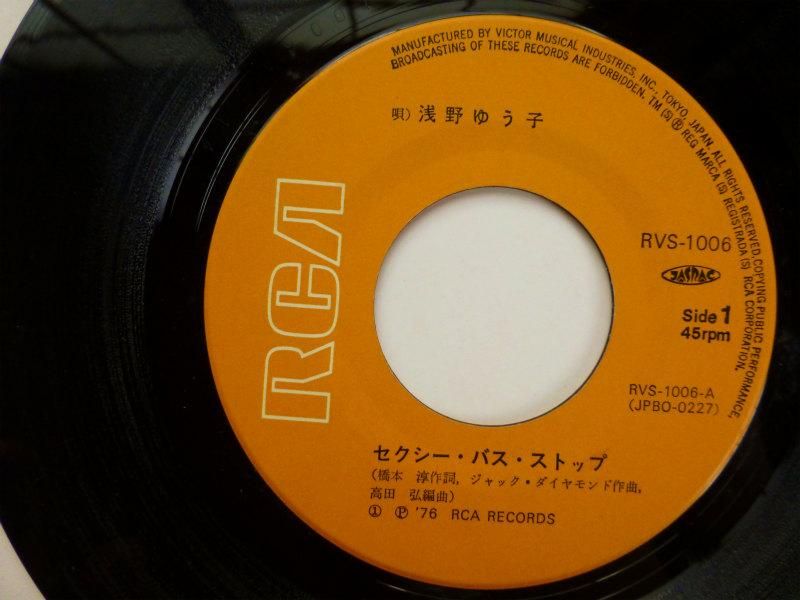 MANUFACTURED BY VICTOR MUSICAL INDUSTRIES, INC., TOKYO, JAPAN. ALL RIGHTS RESERVED, COPYING PUBLIC PERFORMANCE,
BROADCASTING OF THESE RECORDS ARE FORBIDDEN. TM(S) Ⓡ REG MARCA(S) REGISTRADA(S) RCA CORPORATION.
唄) 浅野ゆう子
RCA
RVS-1006
JASRAC
Side 1
45rpm
RVS-1006-A
(JPBO-0227)
セクシー・バス・ストップ
(橋本 淳作詞, ジャック・ダイヤモンド作曲,
高田 弘編曲)
① Ⓟ '76 RCA RECORDS